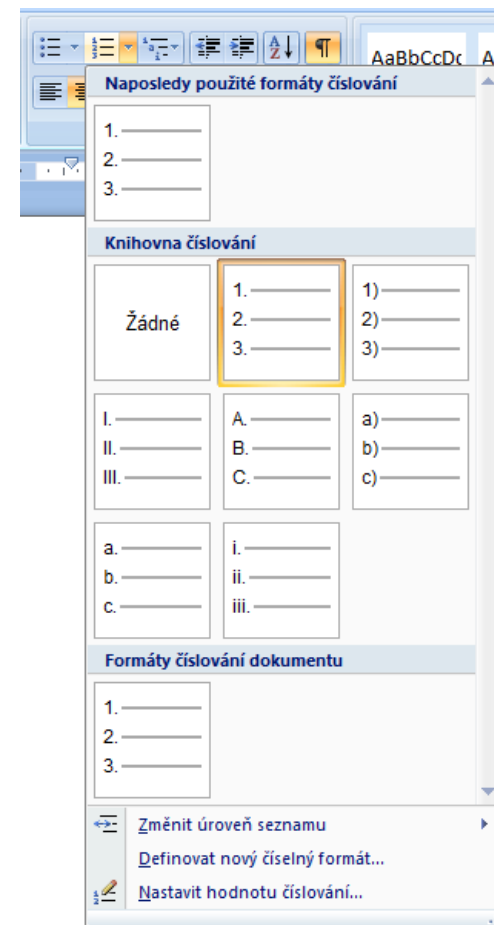 AaBbCcDc A
Naposledy použité formáty číslování
1.
2.
3.
Knihovna číslování
Žádné
1.
2.
3.
1)
2)
3)
I.
II.
III.
A.
B.
C.
a)
b)
c)
a.
b.
c.
i.
ii.
iii.
Formáty číslování dokumentu
1.
2.
3.
Změnit úroveň seznamu
Definovat nový číselný formát...
Nastavit hodnotu číslování...